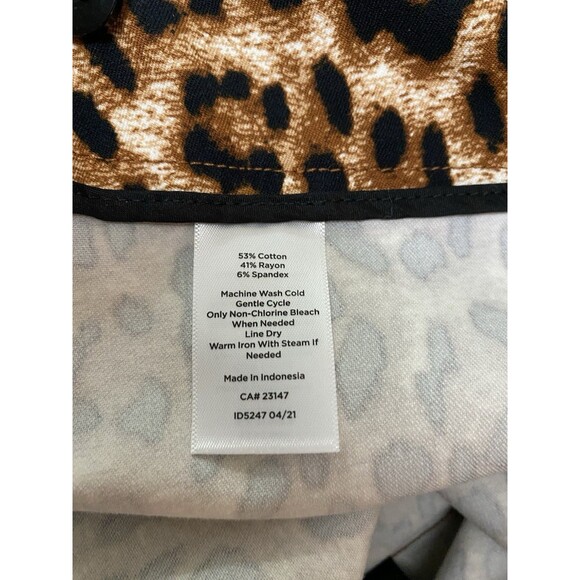 53% Cotton
41% Rayon
6% Spandex
Machine Wash Cold
Gentle Cycle
Only Non-Chlorine Bleach
When Needed
Line Dry
Warm Iron With Steam If
Needed
Made In Indonesia
CA# 23147
ID5247 04/21